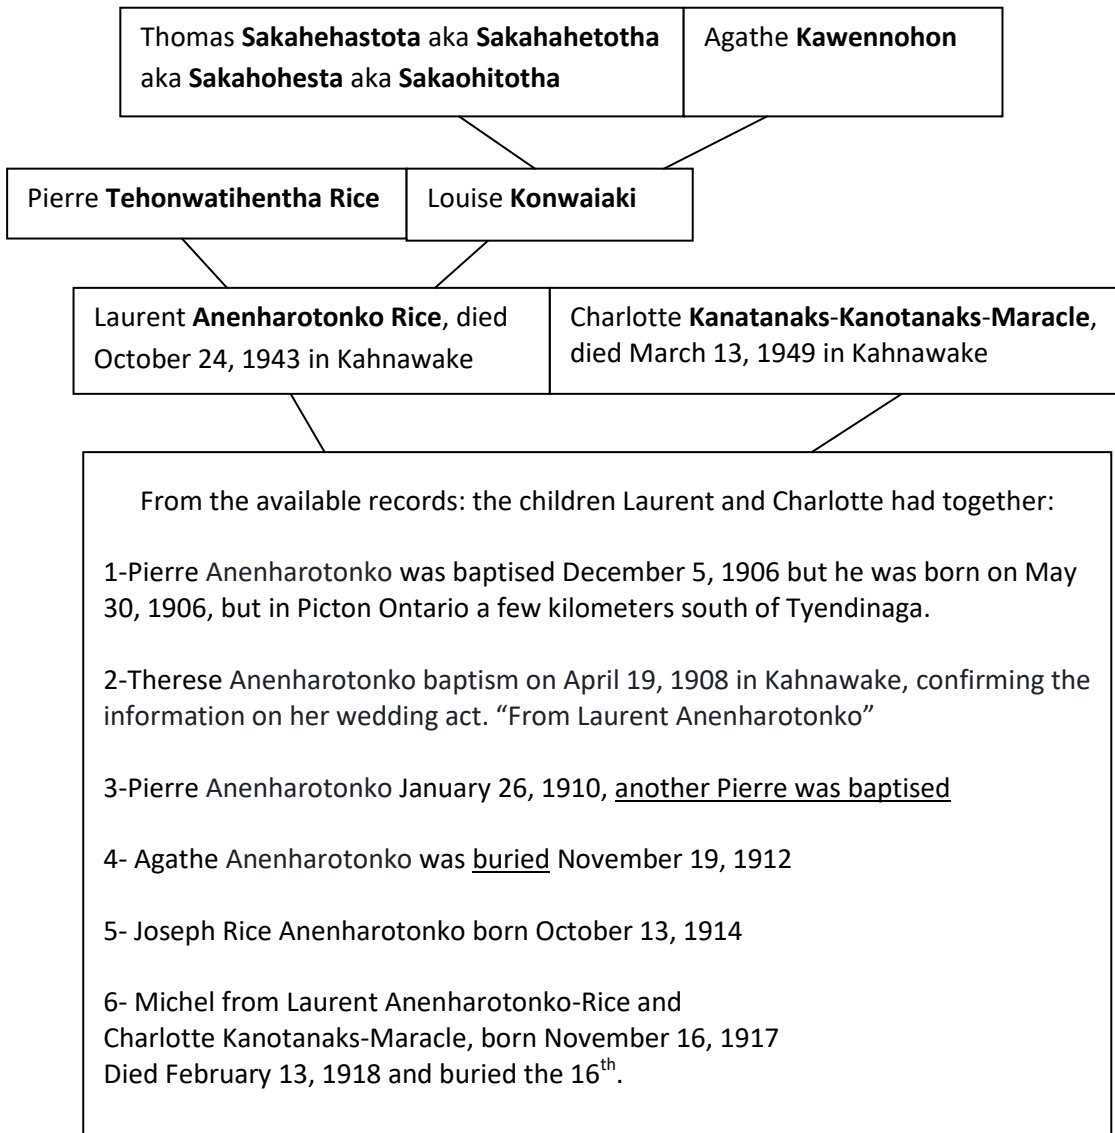 Thomas Sakahehastota aka Sakahahetotha
aka Sakahohesta aka Sakaohitotha
Agathe Kawennohon
Pierre Tehonwatihentha Rice
Louise Konwaiaki
Laurent Anenharotonko Rice, died
October 24, 1943 in Kahnawake
Charlotte Kanatanaks-Kanotanaks-Maracle,
died March 13, 1949 in Kahnawake
From the available records: the children Laurent and Charlotte had together:
1-Pierre Anenharotonko was baptised December 5, 1906 but he was born on May
30, 1906, but in Picton Ontario a few kilometers south of Tyendinaga.
2-Therese Anenharotonko baptism on April 19, 1908 in Kahnawake, confirming the
information on her wedding act. “From Laurent Anenharotonko”
3-Pierre Anenharotonko January 26, 1910, another Pierre was baptised
4- Agathe Anenharotonko was buried November 19, 1912
5- Joseph Rice Anenharotonko born October 13, 1914
6- Michel from Laurent Anenharotonko-Rice and
Charlotte Kanotanaks-Maracle, born November 16, 1917
Died February 13, 1918 and buried the 16th.